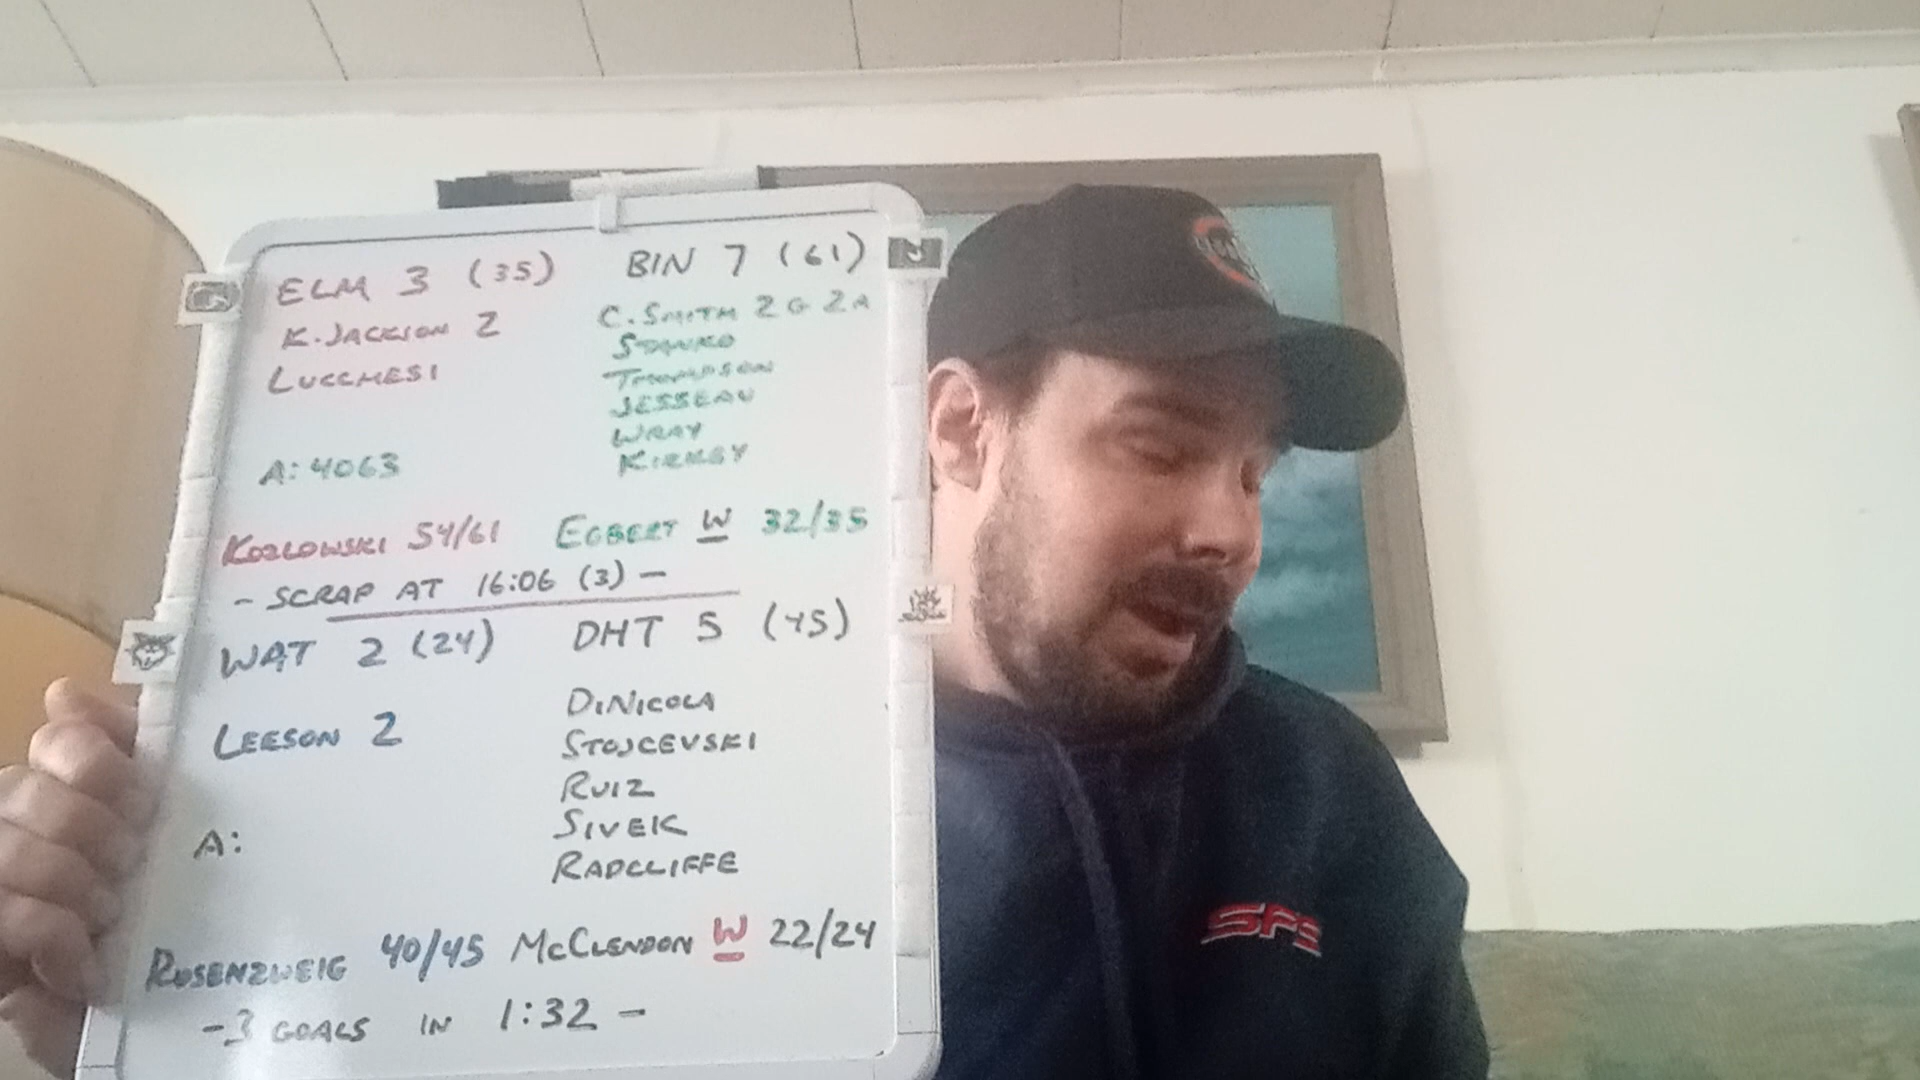 ELM 3 (35) BIN 7 (61)
K. JACKSON 2 C. SMITH 2G 2A
LUCCHESI STANKO
THOMPSON
JESSEAU
WRAY
A: 4063 KIRKBY
KOZLOWSKI 54/61 EGBERT W 32/35
- SCRAP AT 16:06 (3) -
WAT 2 (24) DHT 5 (45)
DINICOLA
LEESON 2 STOJCEVSKI
RUIZ
SIVEK
A: RADCLIFFE
ROSENZWEIG 40/45 MCCLENDON W 22/24
- 3 GOALS IN 1:32 -
SFS